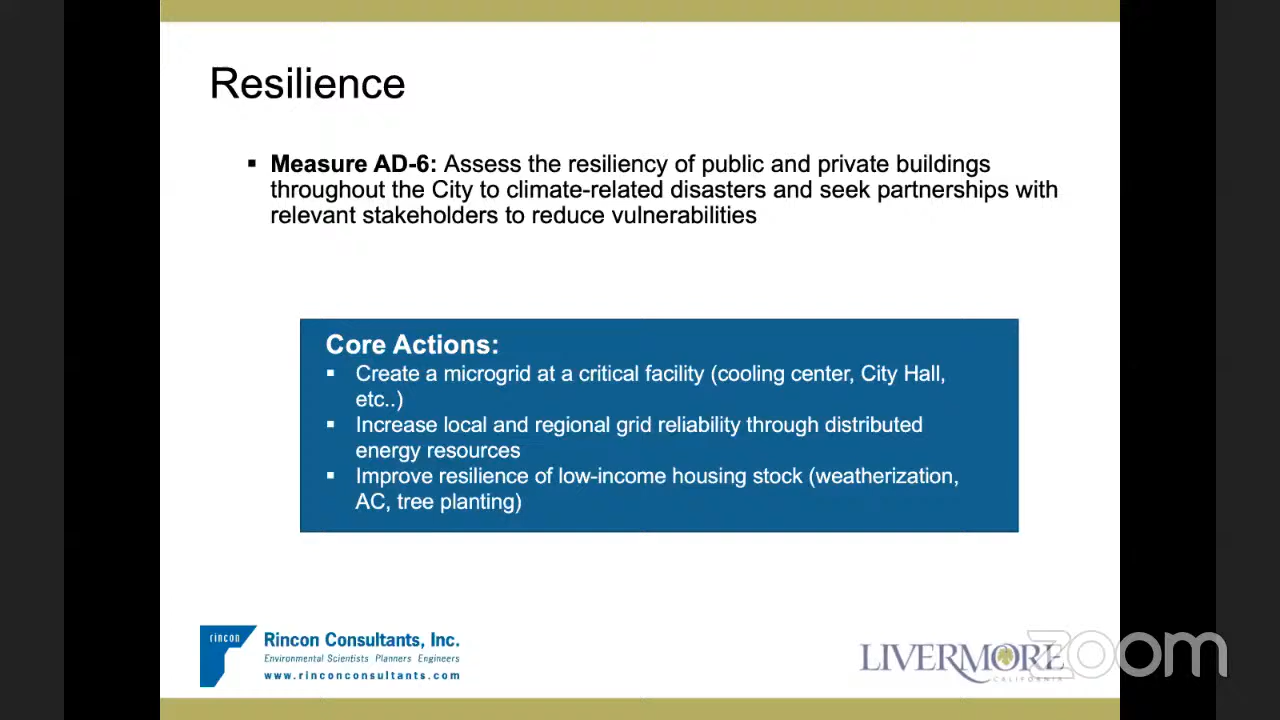 Resilience
▪ Measure AD-6: Assess the resiliency of public and private buildings
throughout the City to climate-related disasters and seek partnerships with
relevant stakeholders to reduce vulnerabilities
Core Actions:
▪ Create a microgrid at a critical facility (cooling center, City Hall,
etc..)
▪ Increase local and regional grid reliability through distributed
energy resources
▪ Improve resilience of low-income housing stock (weatherization,
AC, tree planting)
rincon
Rincon Consultants, Inc.
Environmental Scientists Planners Engineers
www.rinconconsultants.com
LIVERMORE
CALIFORNIA
zoom